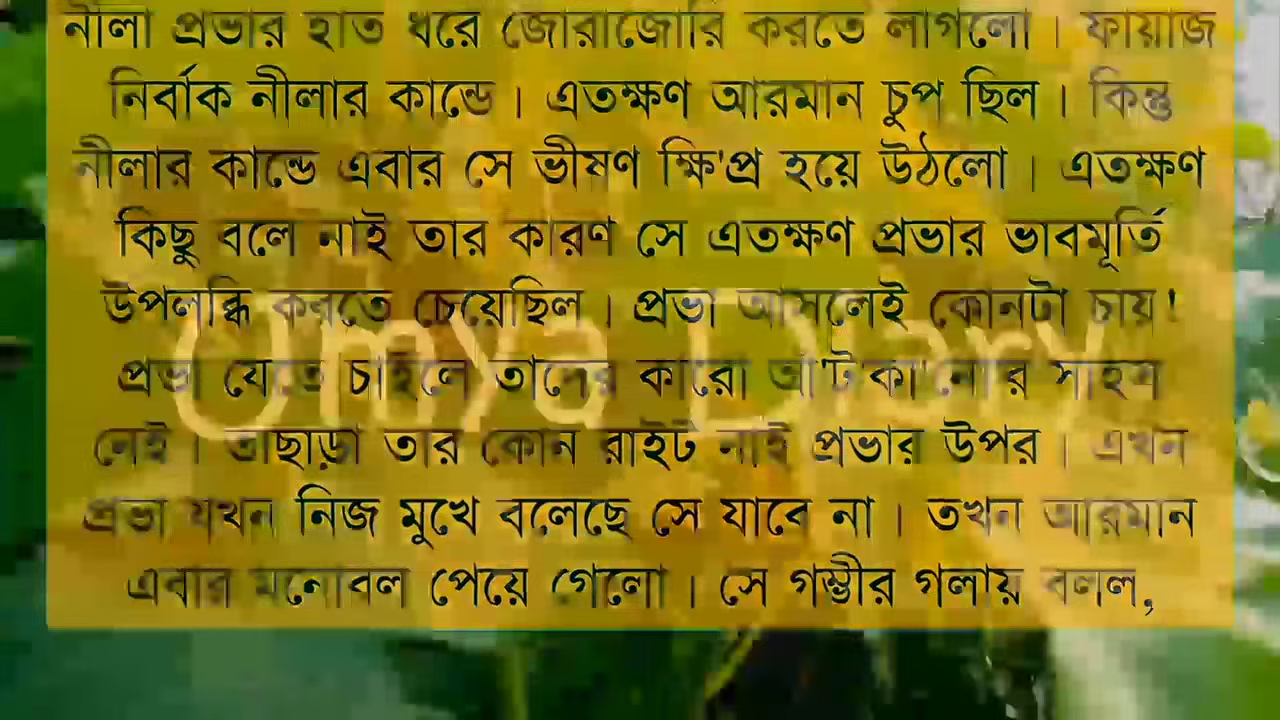 নীলা প্রভার হাত ধরে জোরাজোরি করতে লাগলো। ফায়াজ
নির্বাক নীলার কান্ডে। এতক্ষণ আরমান চুপ ছিল। কিন্তু
নীলার কান্ডে এবার সে ভীষণ ক্ষি'প্র হয়ে উঠলো। এতক্ষণ
কিছু বলে নাই তার কারণ সে এতক্ষণ প্রভার ভাবমূর্তি
উপলব্ধি করতে চেয়েছিল। প্রভা আসলেই কোনটা চায়!
প্রভা যেতে চাইলে তাদের কারো আ'ট'কা'নো'র সাহস
নেই। তাছাড়া তার কোন রাইট নাই প্রভার উপর। এখন
প্রভা যখন নিজ মুখে বলেছে সে যাবে না। তখন আরমান
এবার মনোবল পেয়ে গেলো। সে গম্ভীর গলায় বলল,
Omya Diary